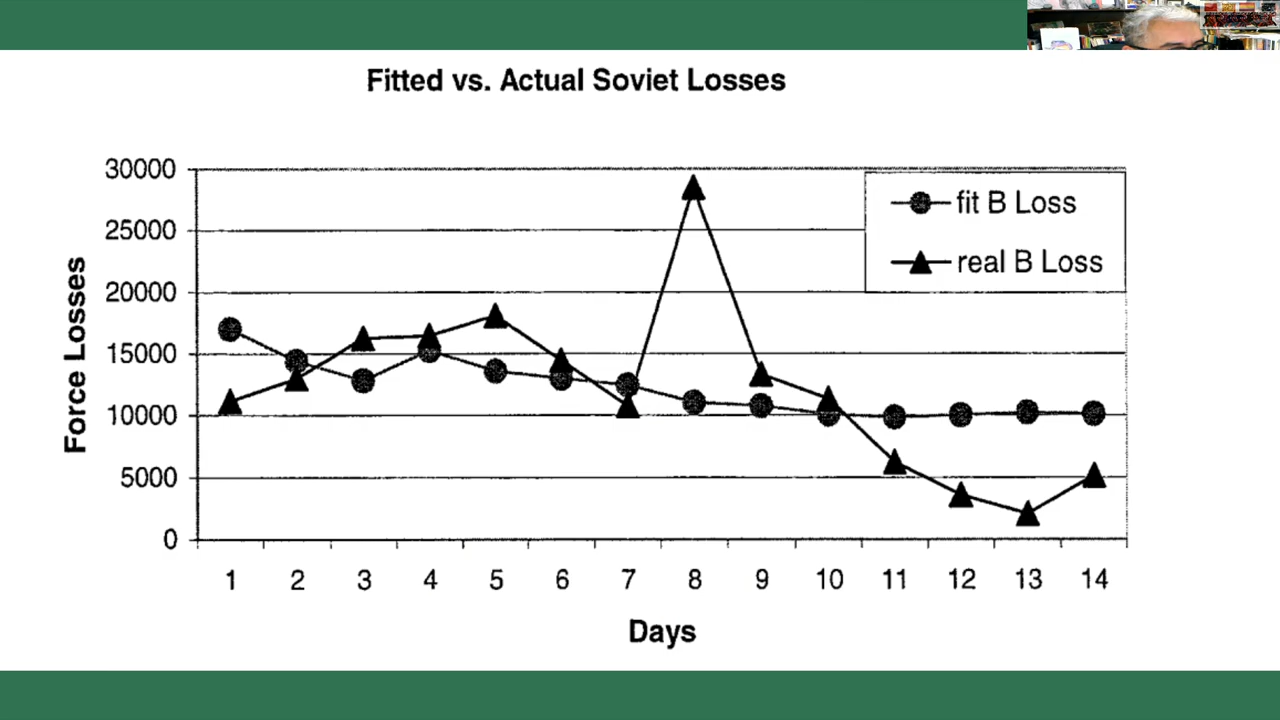 Fitted vs. Actual Soviet Losses
30000
25000
20000
15000
10000
5000
0
Force Losses
fit B Loss
real B Loss
1 2 3 4 5 6 7 8 9 10 11 12 13 14
Days